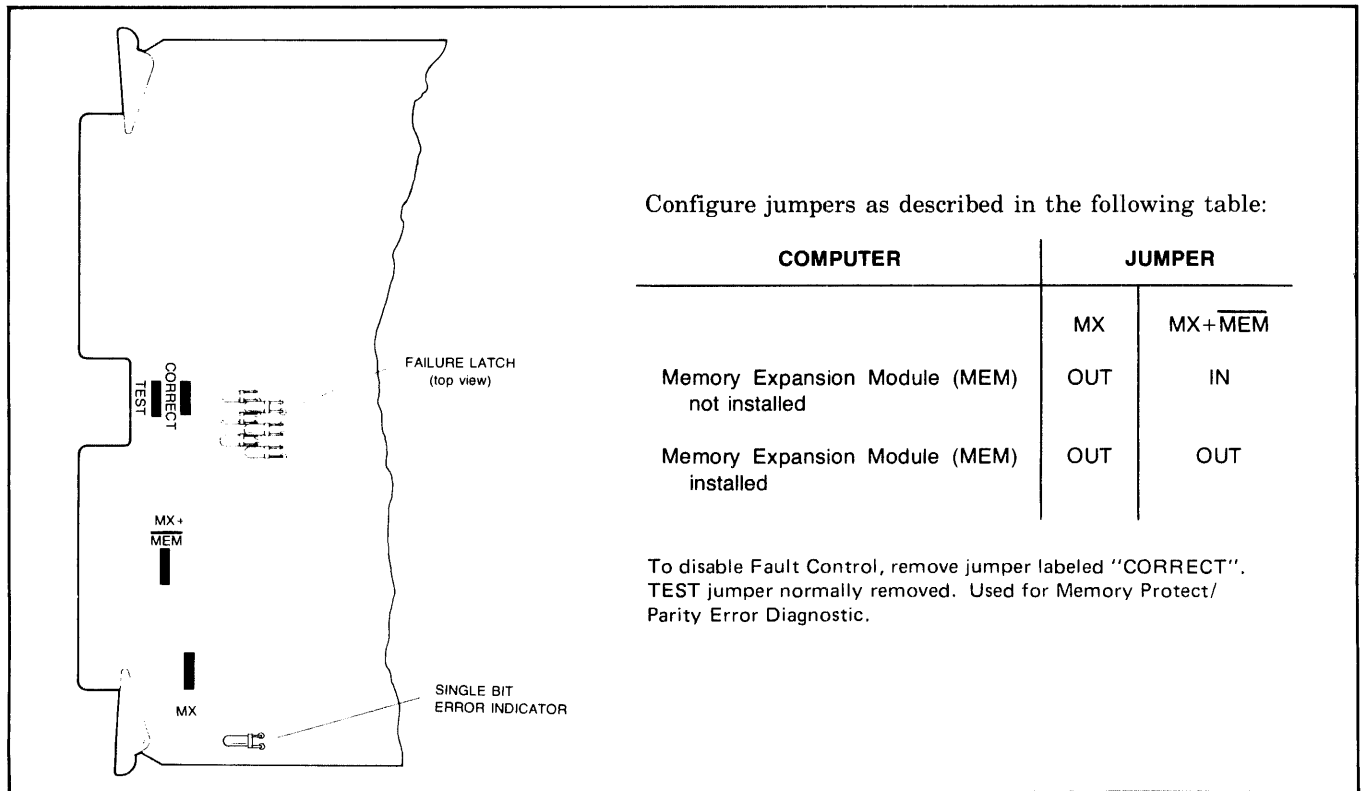 Configure jumpers as described in the following table:
COMPUTER JUMPER
MX MX+M̅E̅M̅
Memory Expansion Module (MEM) OUT IN
not installed
Memory Expansion Module (MEM) OUT OUT
installed
To disable Fault Control, remove jumper labeled "CORRECT".
TEST jumper normally removed. Used for Memory Protect/
Parity Error Diagnostic.
FAILURE LATCH
(top view)
CORRECT
TEST
MX+
M̅E̅M̅
MX
SINGLE BIT
ERROR INDICATOR